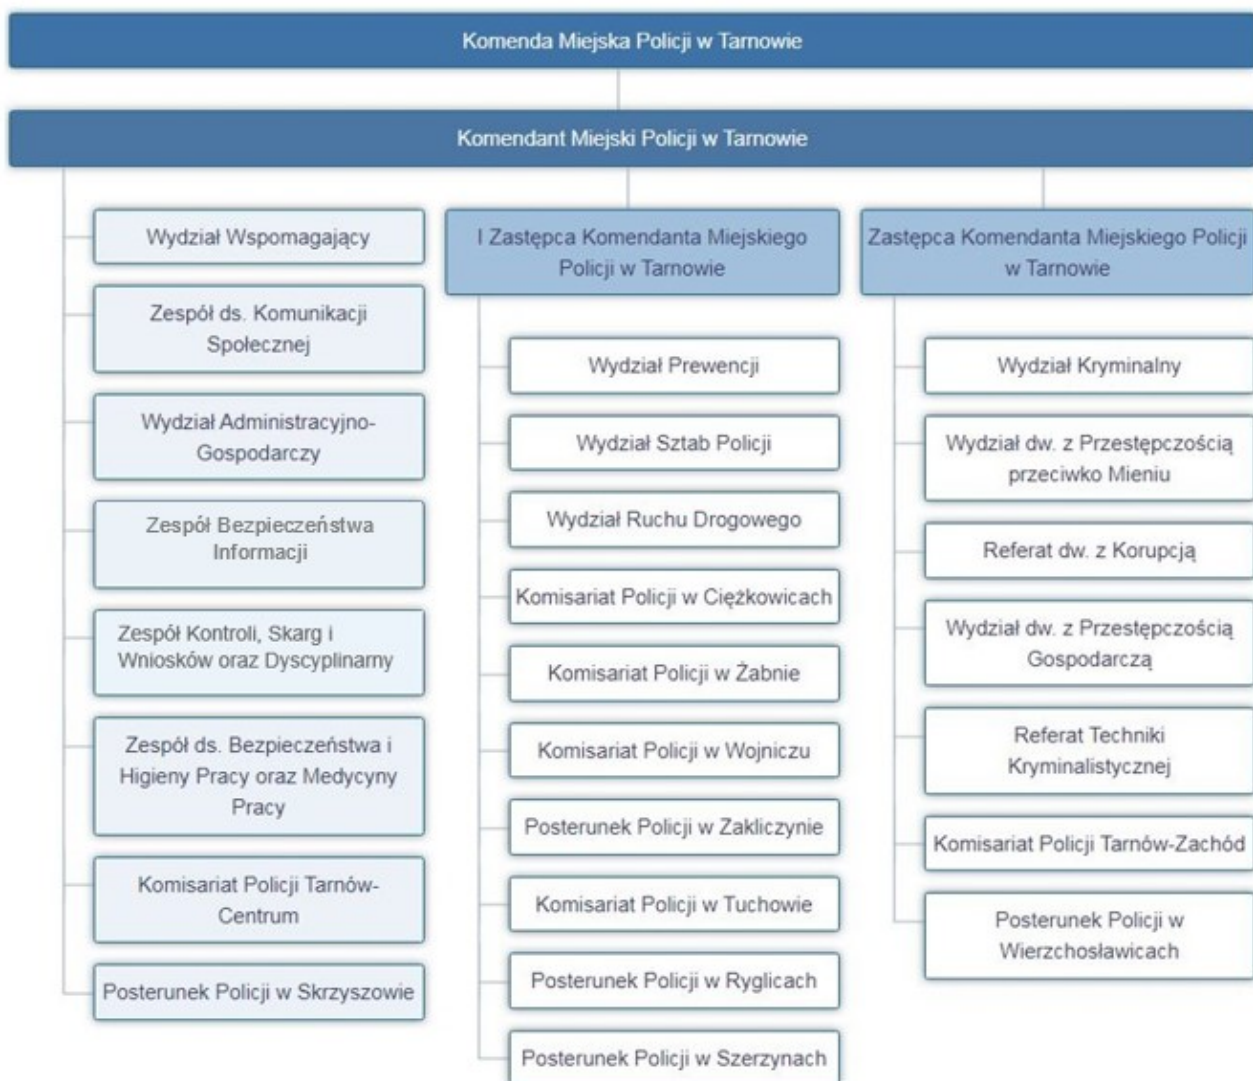 Komenda Miejska Policji w Tarnowie
Komendant Miejski Policji w Tarnowie
Wydział Wspomagający
Zespół ds. Komunikacji
Społecznej
Wydział Administracyjno-
Gospodarczy
Zespół Bezpieczeństwa
Informacji
Zespół Kontroli, Skarg i
Wniosków oraz Dyscyplinarny
Zespół ds. Bezpieczeństwa i
Higieny Pracy oraz Medycyny
Pracy
Komisariat Policji Tarnów-
Centrum
Posterunek Policji w Skrzyszowie
I Zastępca Komendanta Miejskiego
Policji w Tarnowie
Wydział Prewencji
Wydział Sztab Policji
Wydział Ruchu Drogowego
Komisariat Policji w Ciężkowicach
Komisariat Policji w Żabnie
Komisariat Policji w Wojniczu
Posterunek Policji w Zakliczynie
Komisariat Policji w Tuchowie
Posterunek Policji w Ryglicach
Posterunek Policji w Szerzynach
Zastępca Komendanta Miejskiego Policji
w Tarnowie
Wydział Kryminalny
Wydział dw. z Przestępczością
przeciwko Mieniu
Referat dw. z Korupcją
Wydział dw. z Przestępczością
Gospodarczą
Referat Techniki
Kryminalistycznej
Komisariat Policji Tarnów-Zachód
Posterunek Policji w
Wierzchosławicach